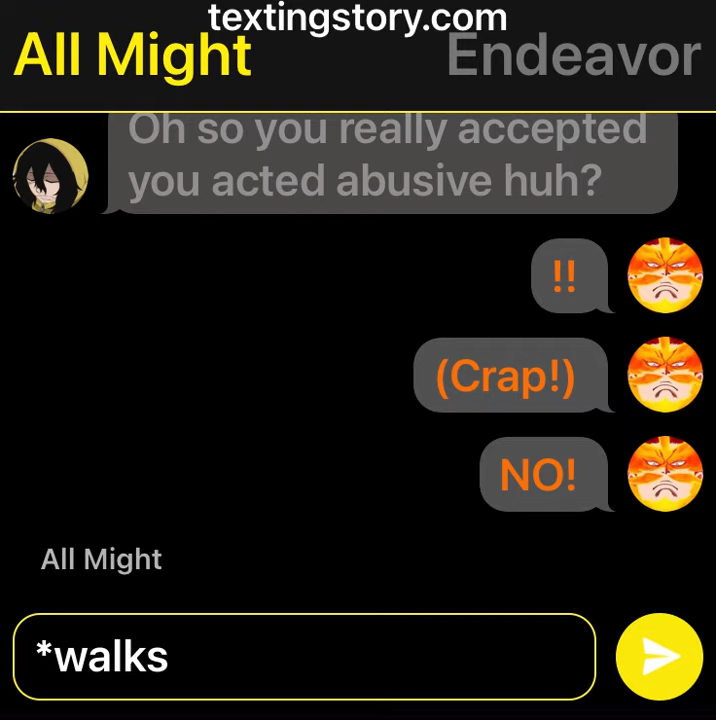 textingstory.com
All Might Endeavor
Oh so you really accepted
you acted abusive huh?
!!
(Crap!)
NO!
All Might
*walks